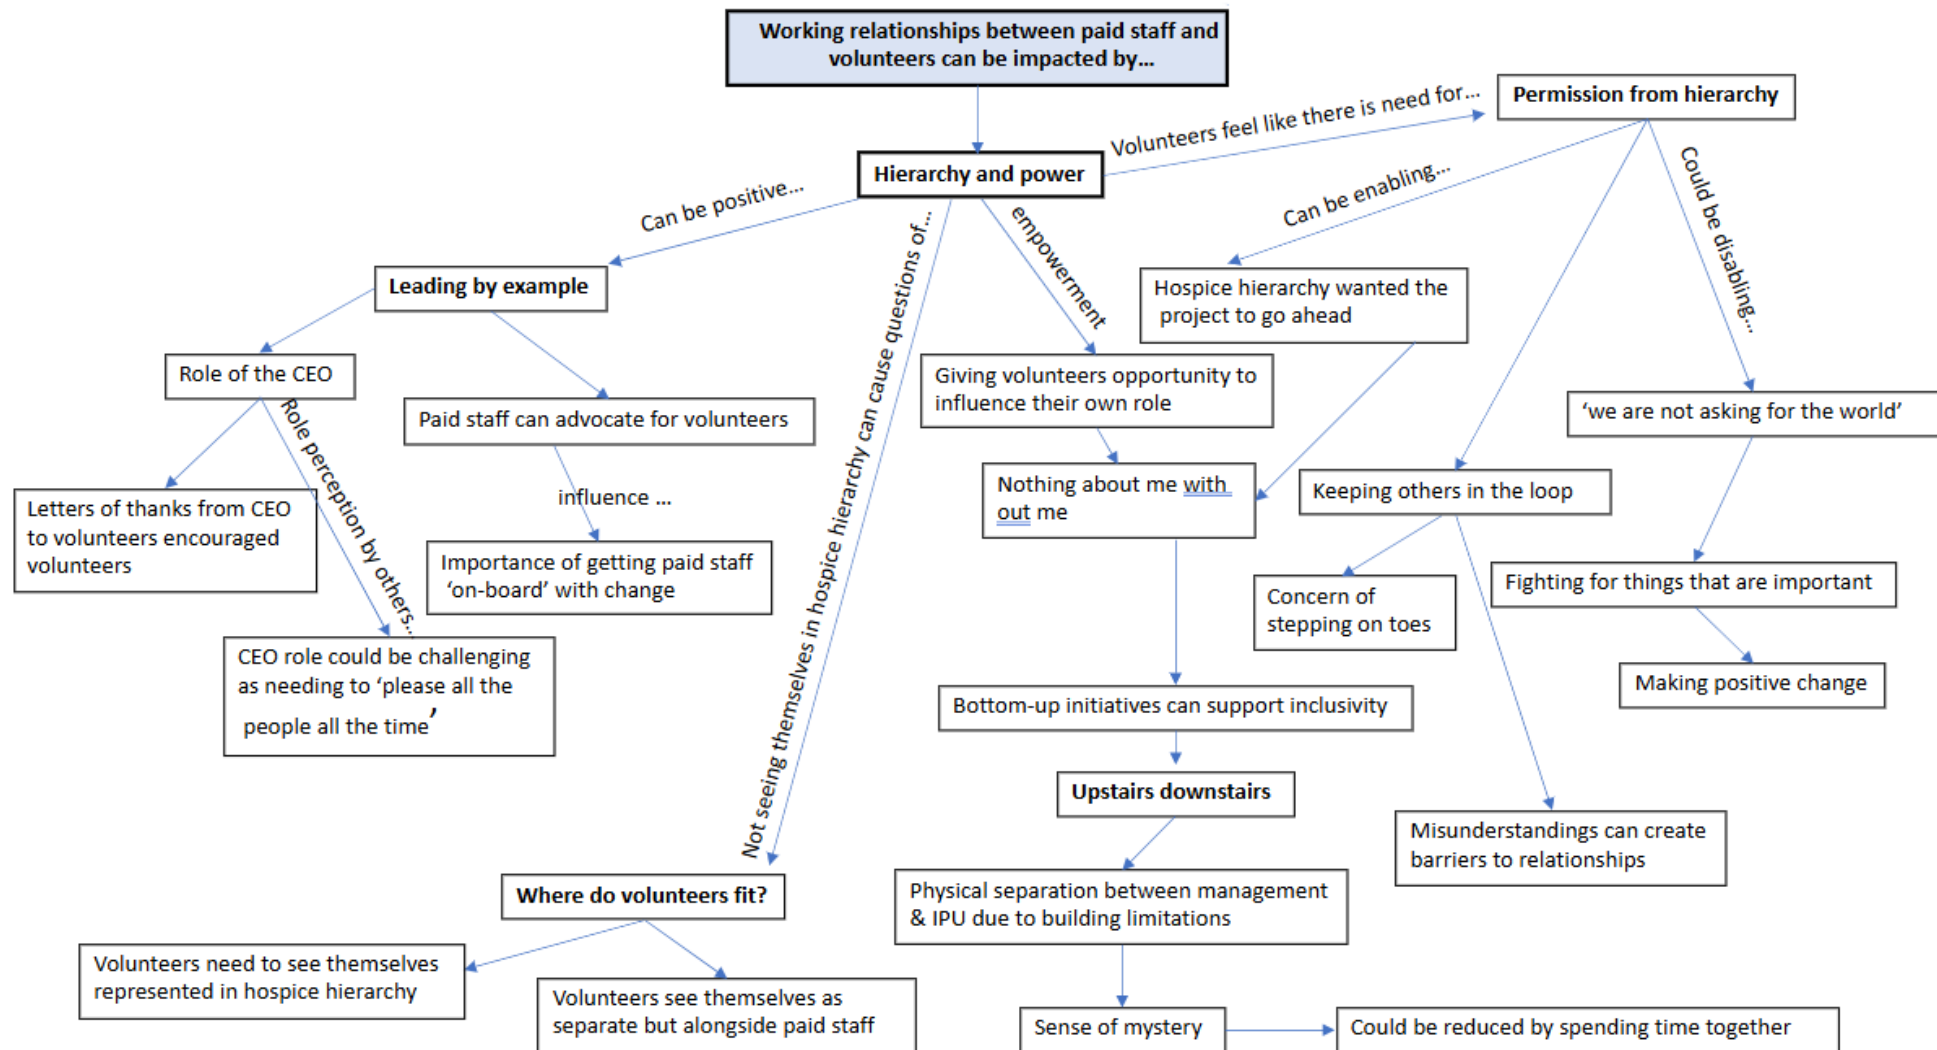 Working relationships between paid staff and
volunteers can be impacted by...
Volunteers feel like there is need for...
Permission from hierarchy
Hierarchy and power
Can be positive...
Not seeing themselves in hospice hierarchy can cause questions of...
empowerment
Can be enabling...
Could be disabling...
Leading by example
Hospice hierarchy wanted the
project to go ahead
Role of the CEO
Giving volunteers opportunity to
influence their own role
Paid staff can advocate for volunteers
‘we are not asking for the world’
Role perception by others...
Nothing about me with
out me
Keeping others in the loop
Letters of thanks from CEO
to volunteers encouraged
volunteers
influence ...
Importance of getting paid staff
‘on-board’ with change
Concern of
stepping on toes
Fighting for things that are important
CEO role could be challenging
as needing to ‘please all the
people all the time’
Making positive change
Bottom-up initiatives can support inclusivity
Upstairs downstairs
Misunderstandings can create
barriers to relationships
Where do volunteers fit?
Physical separation between management
& IPU due to building limitations
Volunteers need to see themselves
represented in hospice hierarchy
Volunteers see themselves as
separate but alongside paid staff
Sense of mystery
Could be reduced by spending time together